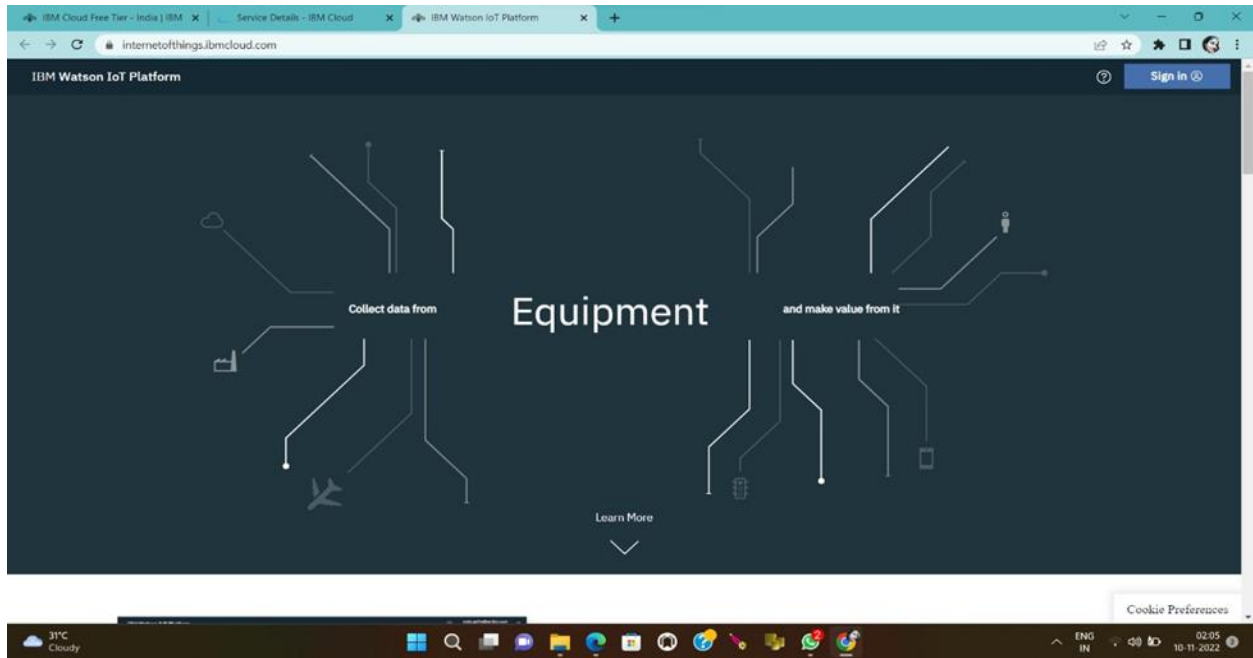 IBM Cloud Free Tier - India | IBM
Service Details - IBM Cloud
IBM Watson IoT Platform
internetofthings.ibmcloud.com
IBM Watson IoT Platform
Sign in
Collect data from
Equipment
and make value from it
Learn More
Cookie Preferences
31°C
Cloudy
ENG
IN
02:05
10-11-2022